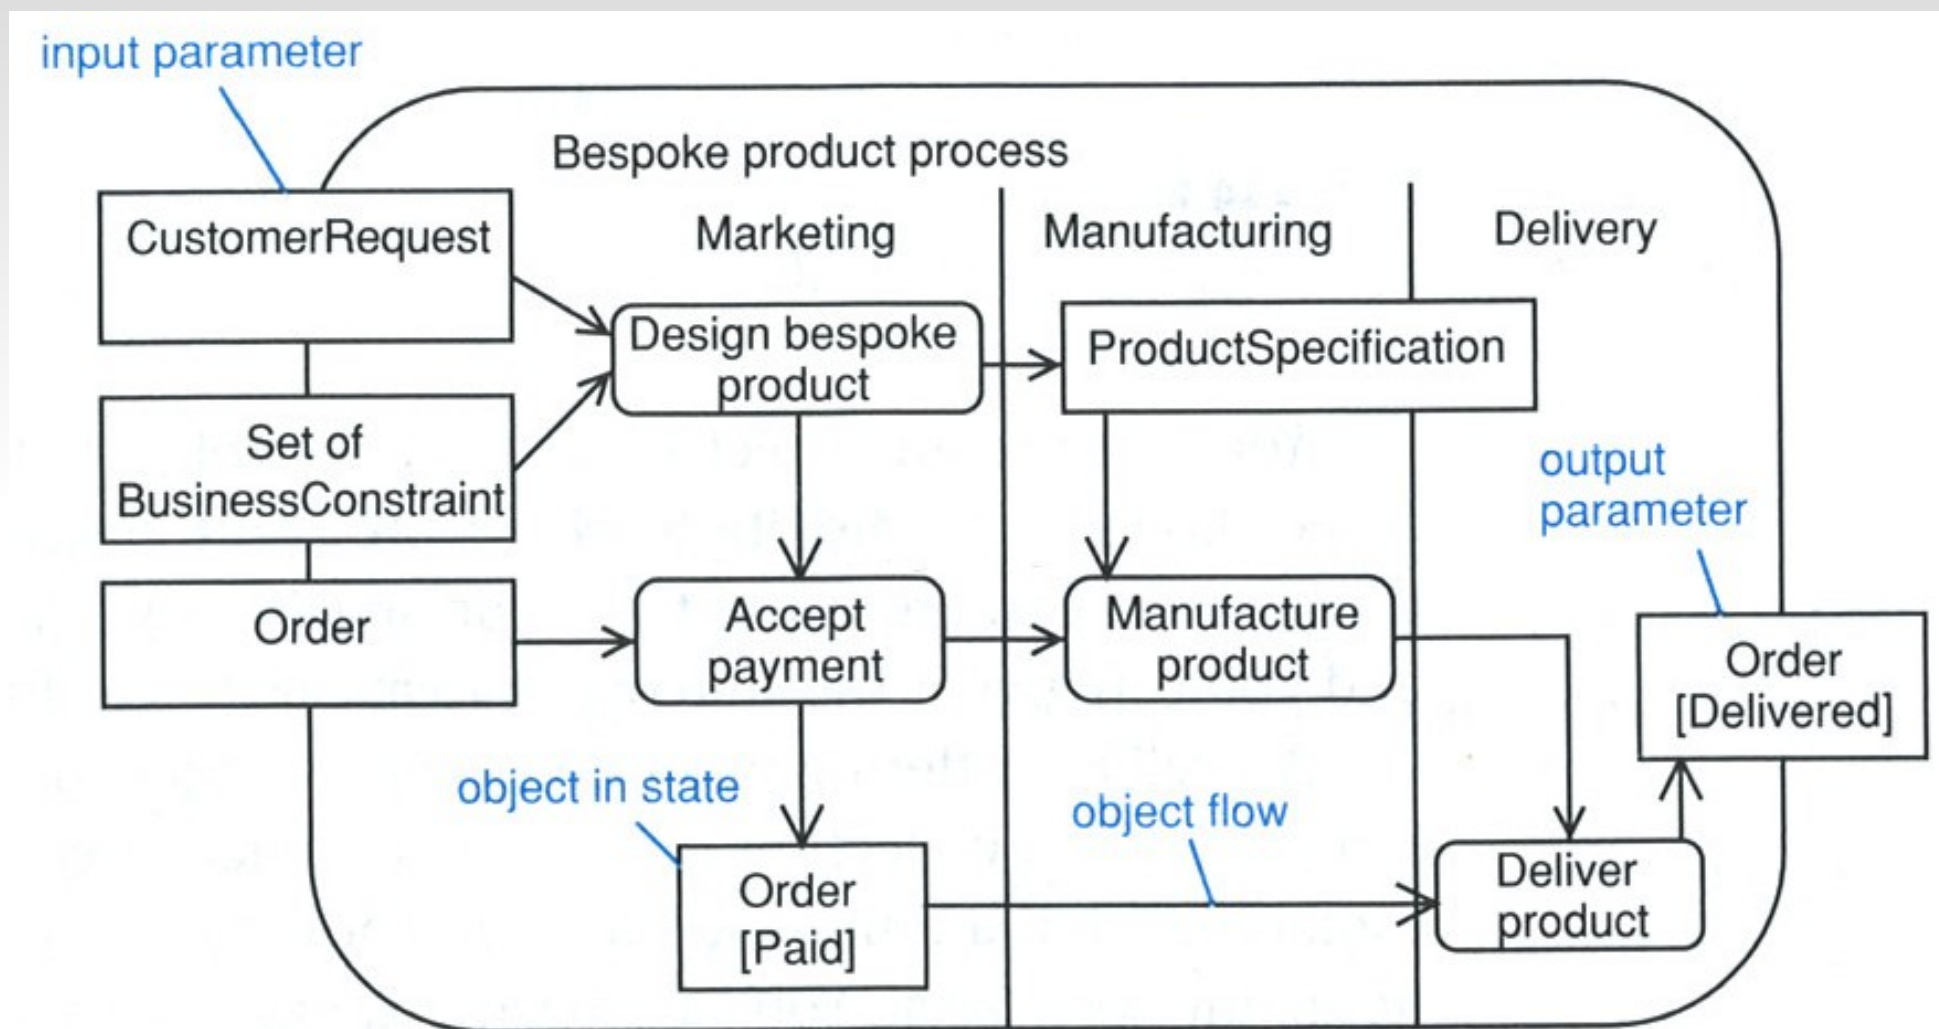 input parameter
Bespoke product process
CustomerRequest
Marketing
Manufacturing
Delivery
Design bespoke
product
ProductSpecification
Set of
BusinessConstraint
output
parameter
Order
Accept
payment
Manufacture
product
Order
[Delivered]
object in state
object flow
Order
[Paid]
Deliver
product